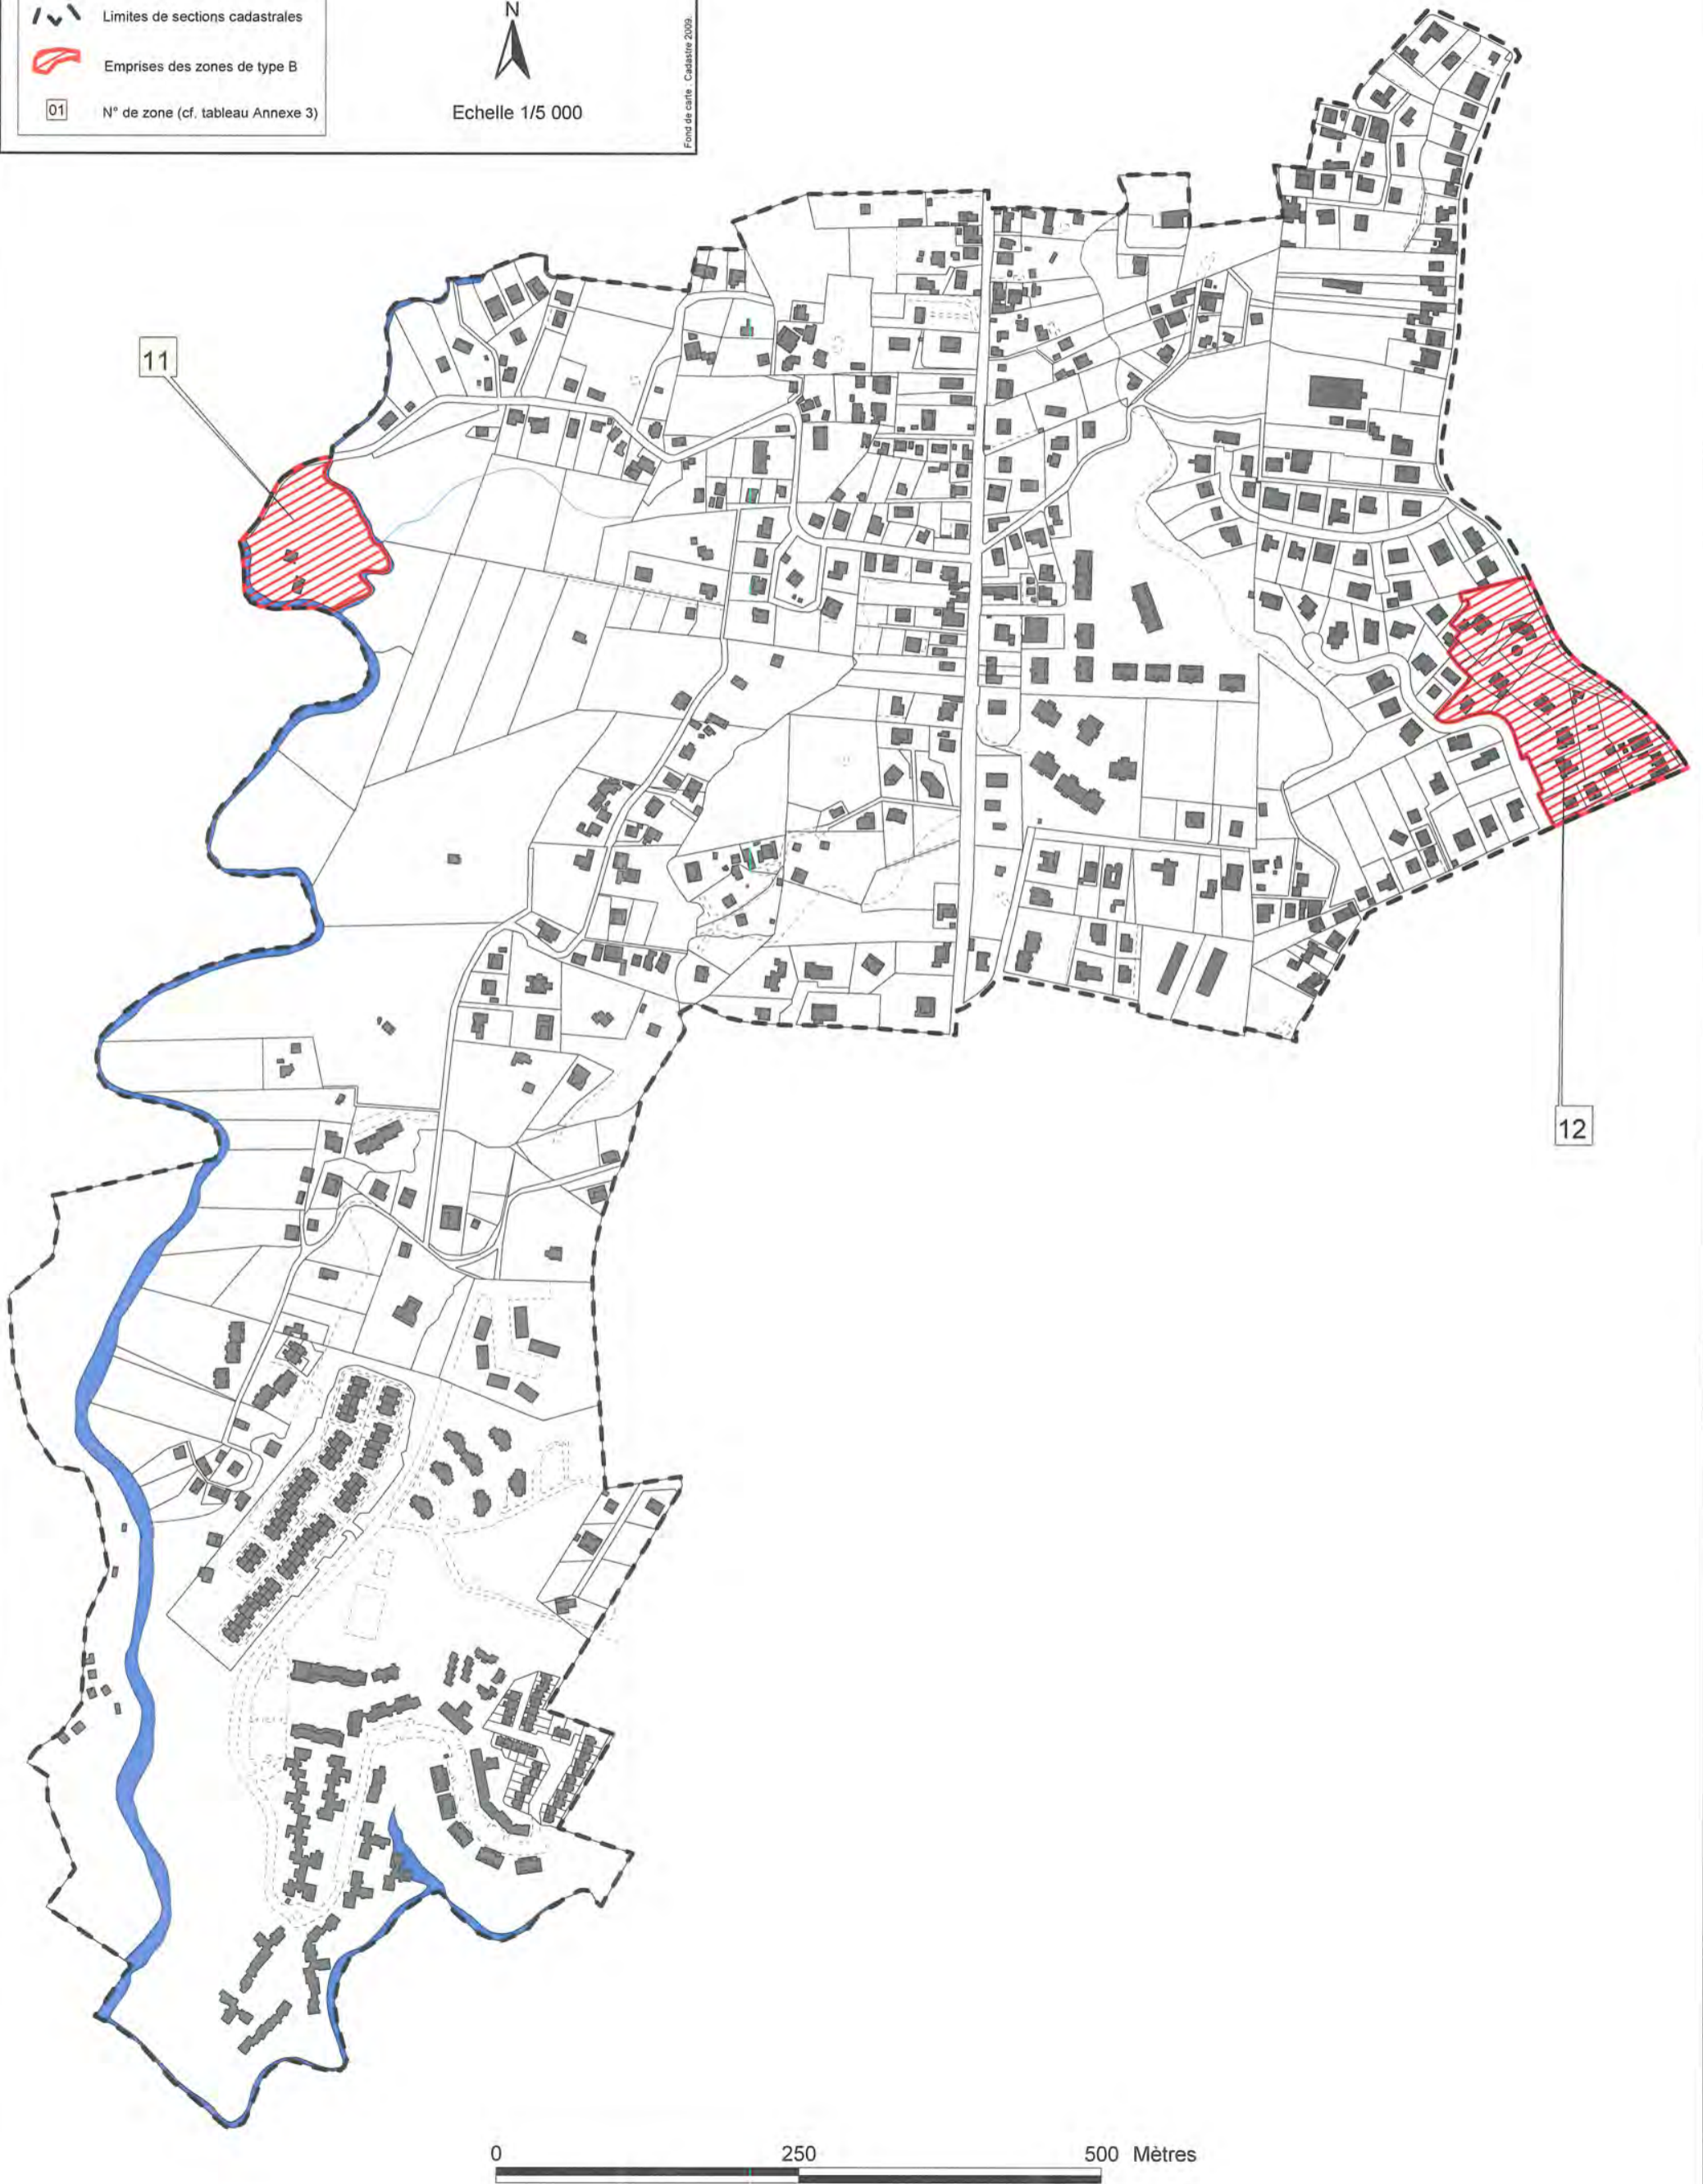 Limites de sections cadastrales
Emprises des zones de type B
01 N° de zone (cf. tableau Annexe 3)
N
Echelle 1/5 000
Fond de carte : Cadastre 2009.
11
12
0 250 500 Mètres